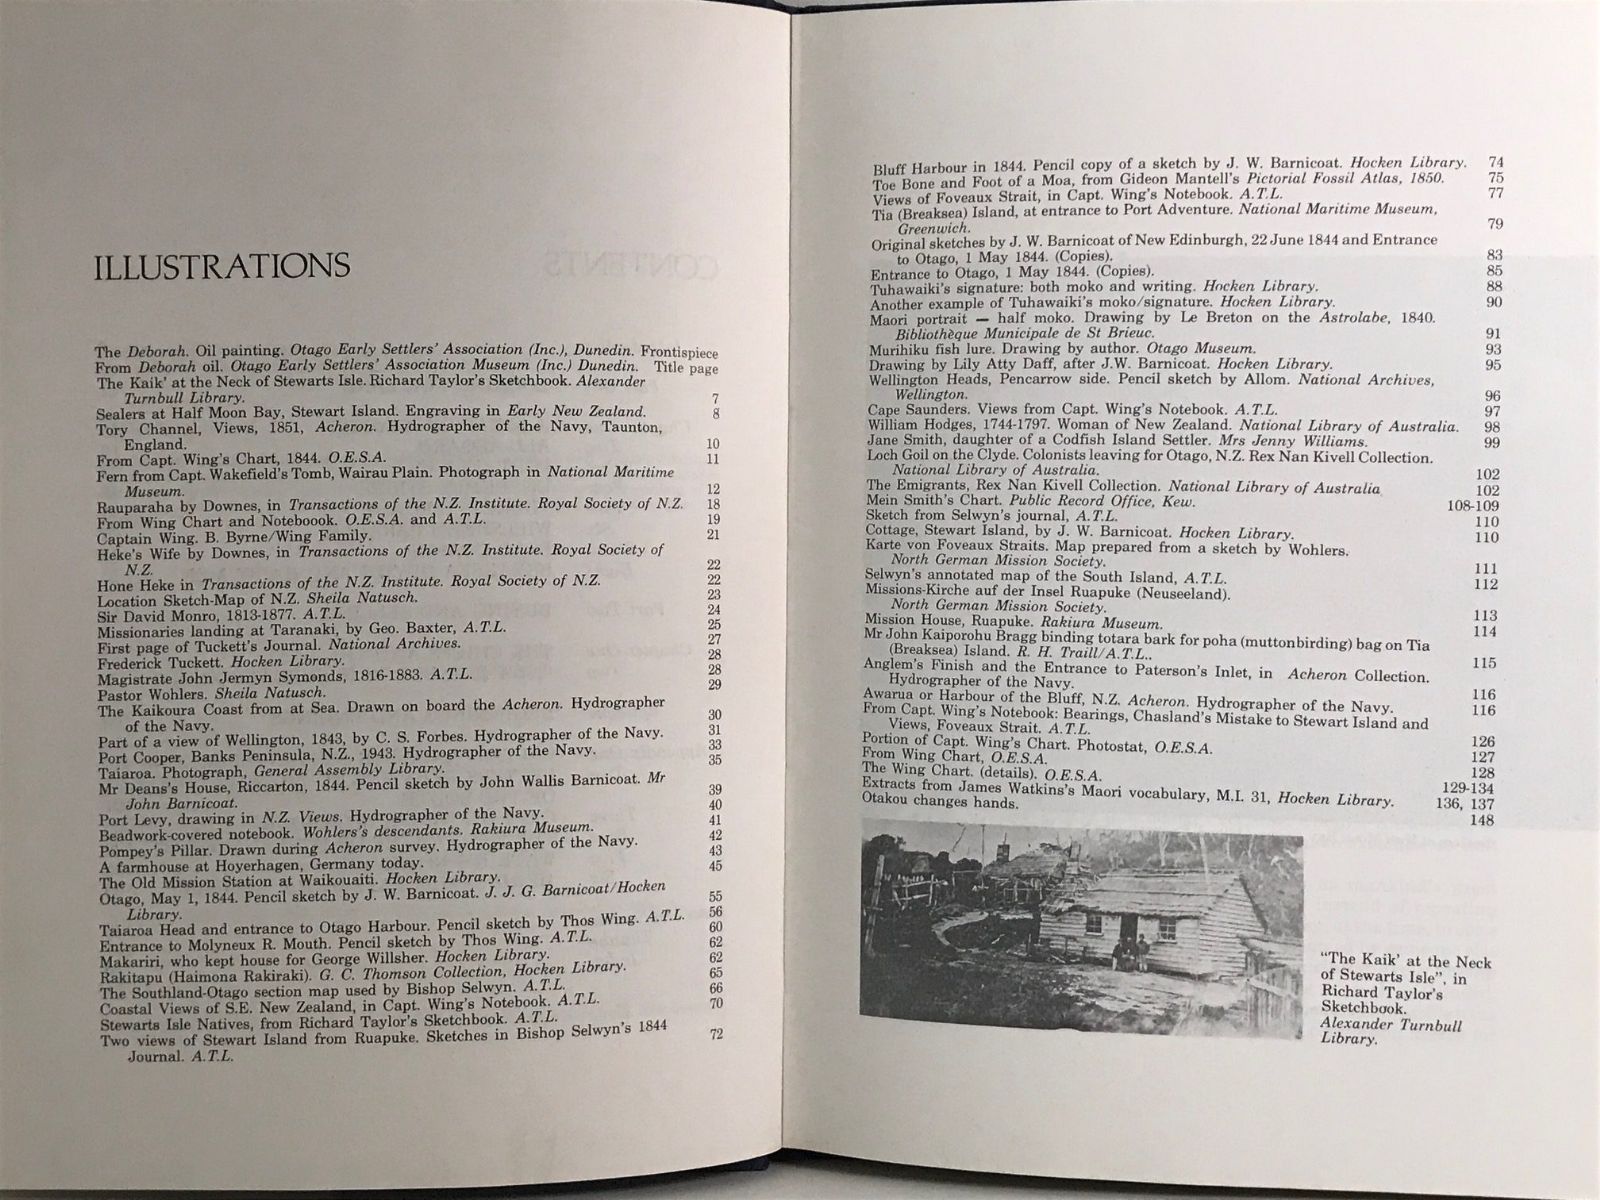 ILLUSTRATIONS
The Deborah. Oil painting. Otago Early Settlers' Association (Inc.), Dunedin. Frontispiece
From Deborah oil. Otago Early Settlers' Association Museum (Inc.) Dunedin. Title page
The Kaik' at the Neck of Stewarts Isle. Richard Taylor's Sketchbook. Alexander
Turnbull Library. 7
Sealers at Half Moon Bay, Stewart Island. Engraving in Early New Zealand. 8
Tory Channel, Views, 1851, Acheron. Hydrographer of the Navy, Taunton,
England. 10
From Capt. Wing's Chart, 1844. O.E.S.A. 11
Fern from Capt. Wakefield's Tomb, Wairau Plain. Photograph in National Maritime
Museum. 12
Rauparaha by Downes, in Transactions of the N.Z. Institute. Royal Society of N.Z. 18
From Wing Chart and Noteboook. O.E.S.A. and A.T.L. 19
Captain Wing. B. Byrne/Wing Family. 21
Heke's Wife by Downes, in Transactions of the N.Z. Institute. Royal Society of
N.Z. 22
Hone Heke in Transactions of the N.Z. Institute. Royal Society of N.Z. 22
Location Sketch-Map of N.Z. Sheila Natusch. 23
Sir David Monro, 1813-1877. A.T.L. 24
Missionaries landing at Taranaki, by Geo. Baxter, A.T.L. 25
First page of Tuckett's Journal. National Archives. 27
Frederick Tuckett. Hocken Library. 28
Magistrate John Jermyn Symonds, 1816-1883. A.T.L. 28
Pastor Wohlers. Sheila Natusch. 29
The Kaikoura Coast from at Sea. Drawn on board the Acheron. Hydrographer
of the Navy. 30
Part of a view of Wellington, 1843, by C. S. Forbes. Hydrographer of the Navy. 31
Port Cooper, Banks Peninsula, N.Z., 1943. Hydrographer of the Navy. 33
Taiaroa. Photograph, General Assembly Library. 35
Mr Deans's House, Riccarton, 1844. Pencil sketch by John Wallis Barnicoat. Mr
John Barnicoat. 39
Port Levy, drawing in N.Z. Views. Hydrographer of the Navy. 40
Beadwork-covered notebook. Wohlers's descendants. Rakiura Museum. 41
Pompey's Pillar. Drawn during Acheron survey. Hydrographer of the Navy. 42
A farmhouse at Hoyerhagen, Germany today. 43
The Old Mission Station at Waikouaiti. Hocken Library. 45
Otago, May 1, 1844. Pencil sketch by J. W. Barnicoat. J. J. G. Barnicoat/Hocken
Library. 55
Taiaroa Head and entrance to Otago Harbour. Pencil sketch by Thos Wing. A.T.L. 56
Entrance to Molyneux R. Mouth. Pencil sketch by Thos Wing. A.T.L. 60
Makariri, who kept house for George Willsher. Hocken Library. 62
Rakitapu (Haimona Rakiraki). G. C. Thomson Collection, Hocken Library. 62
The Southland-Otago section map used by Bishop Selwyn. A.T.L. 65
Coastal Views of S.E. New Zealand, in Capt. Wing's Notebook. A.T.L. 66
Stewarts Isle Natives, from Richard Taylor's Sketchbook. A.T.L. 70
Two views of Stewart Island from Ruapuke. Sketches in Bishop Selwyn's 1844
Journal. A.T.L. 72
Bluff Harbour in 1844. Pencil copy of a sketch by J. W. Barnicoat. Hocken Library. 74
Toe Bone and Foot of a Moa, from Gideon Mantell's Pictorial Fossil Atlas, 1850. 75
Views of Foveaux Strait, in Capt. Wing's Notebook. A.T.L. 77
Tia (Breaksea) Island, at entrance to Port Adventure. National Maritime Museum,
Greenwich. 79
Original sketches by J. W. Barnicoat of New Edinburgh, 22 June 1844 and Entrance
to Otago, 1 May 1844. (Copies). 83
Entrance to Otago, 1 May 1844. (Copies). 85
Tuhawaiki's signature: both moko and writing. Hocken Library. 88
Another example of Tuhawaiki's moko/signature. Hocken Library. 90
Maori portrait — half moko. Drawing by Le Breton on the Astrolabe, 1840.
Bibliothèque Municipale de St Brieuc. 91
Murihiku fish lure. Drawing by author. Otago Museum. 93
Drawing by Lily Atty Daff, after J.W. Barnicoat. Hocken Library. 95
Wellington Heads, Pencarrow side. Pencil sketch by Allom. National Archives,
Wellington. 96
Cape Saunders. Views from Capt. Wing's Notebook. A.T.L. 97
William Hodges, 1744-1797. Woman of New Zealand. National Library of Australia. 98
Jane Smith, daughter of a Codfish Island Settler. Mrs Jenny Williams. 99
Loch Goil on the Clyde. Colonists leaving for Otago, N.Z. Rex Nan Kivell Collection.
National Library of Australia. 102
The Emigrants, Rex Nan Kivell Collection. National Library of Australia 102
Mein Smith's Chart. Public Record Office, Kew. 108-109
Sketch from Selwyn's journal, A.T.L. 110
Cottage, Stewart Island, by J. W. Barnicoat. Hocken Library. 110
Karte von Foveaux Straits. Map prepared from a sketch by Wohlers.
North German Mission Society. 111
Selwyn's annotated map of the South Island, A.T.L. 112
Missions-Kirche auf der Insel Ruapuke (Neuseeland).
North German Mission Society. 113
Mission House, Ruapuke. Rakiura Museum. 114
Mr John Kaiporohu Bragg binding totara bark for poha (muttonbirding) bag on Tia
(Breaksea) Island. R. H. Traill/A.T.L.. 115
Anglem's Finish and the Entrance to Paterson's Inlet, in Acheron Collection.
Hydrographer of the Navy. 116
Awarua or Harbour of the Bluff, N.Z. Acheron. Hydrographer of the Navy. 116
From Capt. Wing's Notebook: Bearings, Chasland's Mistake to Stewart Island and
Views, Foveaux Strait. A.T.L. 126
Portion of Capt. Wing's Chart. Photostat, O.E.S.A. 127
From Wing Chart, O.E.S.A. 128
The Wing Chart. (details). O.E.S.A. 129-134
Extracts from James Watkins's Maori vocabulary, M.I. 31, Hocken Library. 136, 137
Otakou changes hands. 148
"The Kaik' at the Neck
of Stewarts Isle", in
Richard Taylor's
Sketchbook.
Alexander Turnbull
Library.